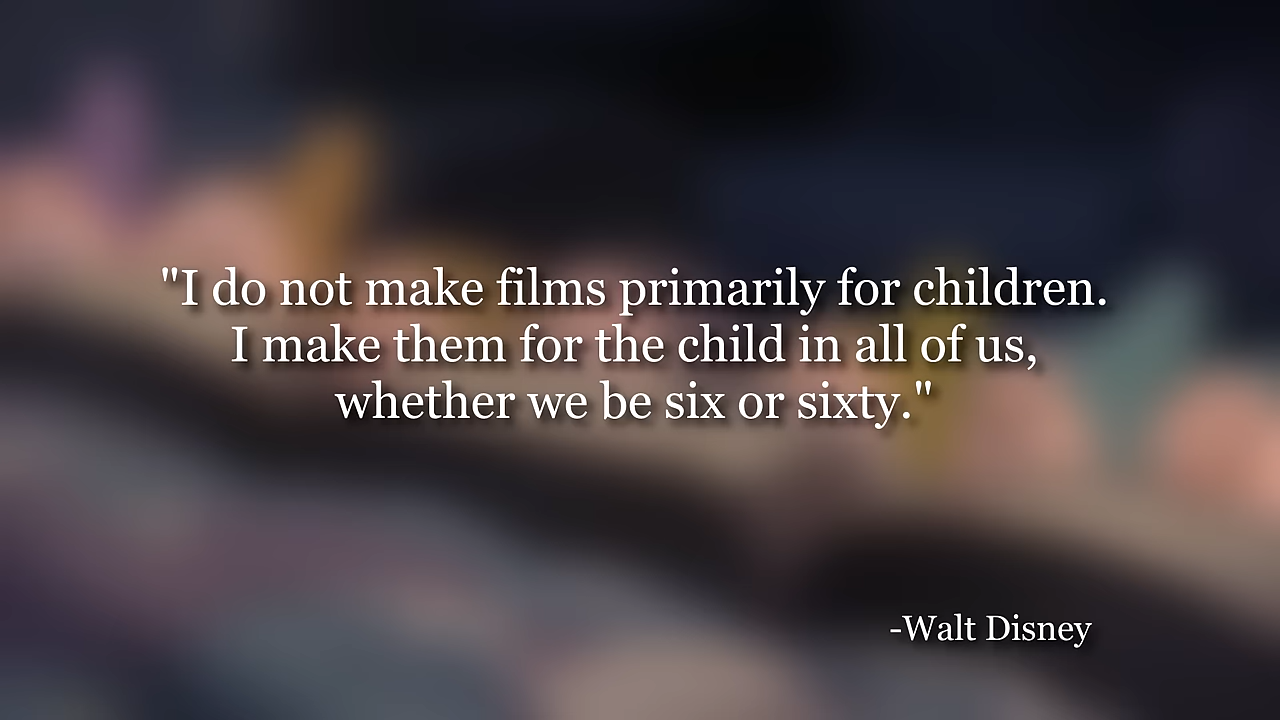 "I do not make films primarily for children.
I make them for the child in all of us,
whether we be six or sixty."
-Walt Disney